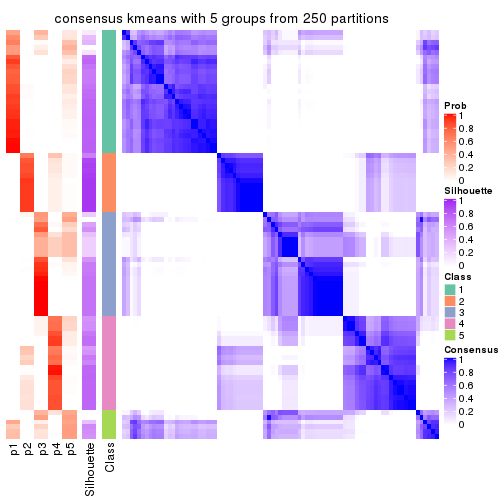 consensus kmeans with 5 groups from 250 partitions
Prob
1
0.8
0.6
0.4
0.2
0
Silhouette
1
0.8
0.6
0.4
0.2
0
Class
1
2
3
4
5
Consensus
1
0.8
0.6
0.4
0.2
0
p1
p2
p3
p4
p5
Silhouette
Class